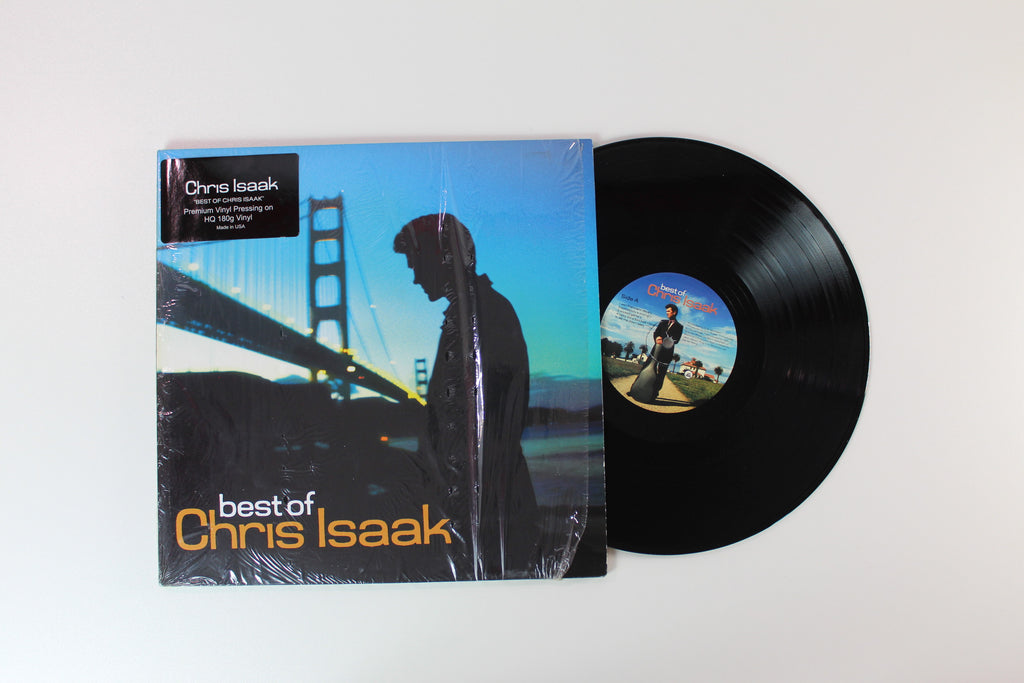 Chris Isaak
"BEST OF CHRIS ISAAK"
Premium Vinyl Pressing on
HQ 180g Vinyl
Made in USA
best of
Chris Isaak
best of
Chris Isaak
Side A